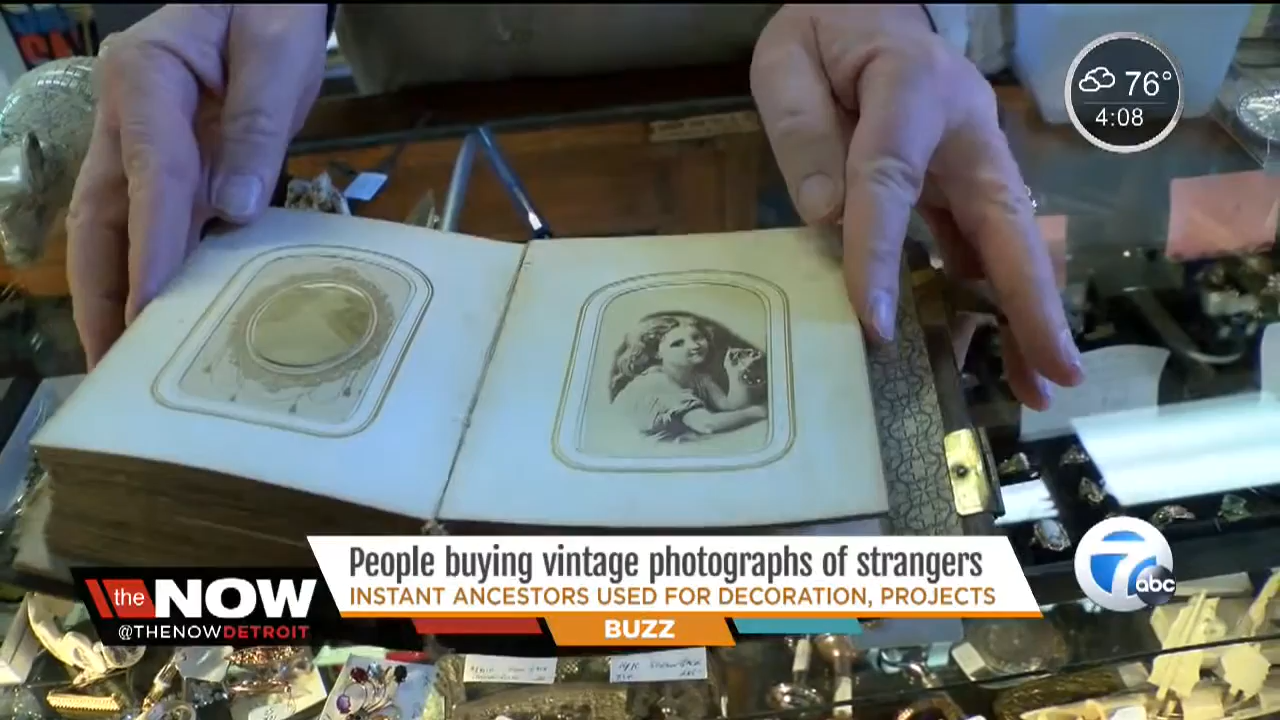 76°
4:08
People buying vintage photographs of strangers
INSTANT ANCESTORS USED FOR DECORATION, PROJECTS
the NOW
@THENOWDETROIT
BUZZ
7
abc